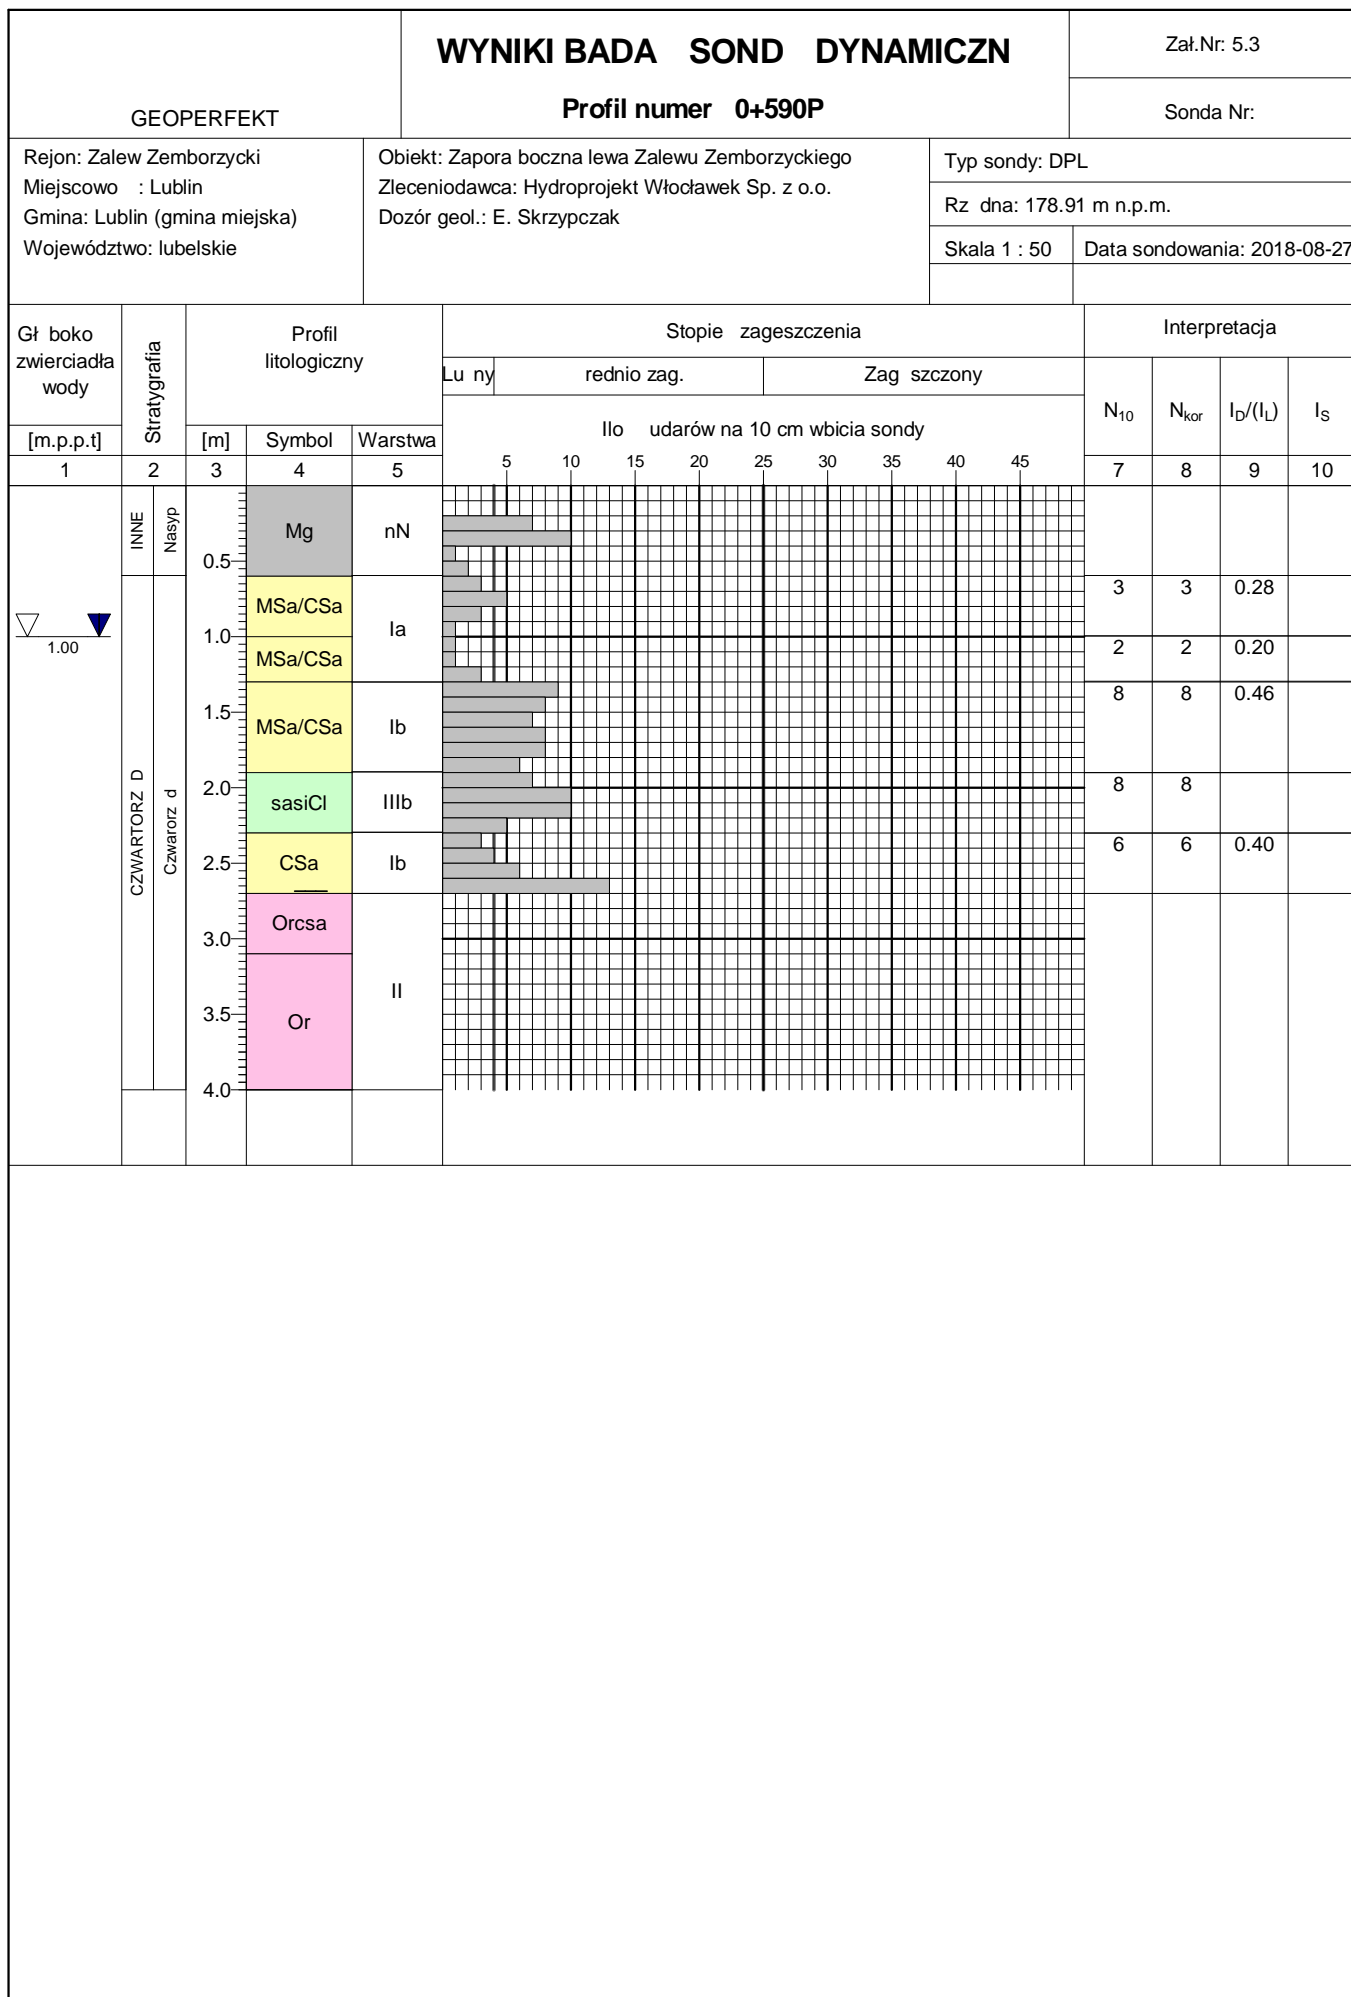 WYNIKI BADA SOND DYNAMICZN
Profil numer 0+590P
GEOPERFEKT
Zał.Nr: 5.3
Sonda Nr:
Rejon: Zalew Zemborzycki
Miejscowo : Lublin
Gmina: Lublin (gmina miejska)
Województwo: lubelskie
Obiekt: Zapora boczna lewa Zalewu Zemborzyckiego
Zleceniodawca: Hydroprojekt Włocławek Sp. z o.o.
Dozór geol.: E. Skrzypczak
Typ sondy: DPL
Rz dna: 178.91 m n.p.m.
Skala 1 : 50
Data sondowania: 2018-08-27
Gł boko
zwierciadła
wody
[m.p.p.t]
Stratygrafia
Profil
litologiczny
[m] Symbol Warstwa
Stopie zageszczenia
Lu ny rednio zag. Zag szczony
Ilo udarów na 10 cm wbicia sondy
5 10 15 20 25 30 35 40 45
Interpretacja
N10 Nkor ID/(IL) IS
1 2 3 4 5 7 8 9 10
INNE
Nasyp
Mg nN
0.5
MSa/CSa
Ia
3 3 0.28
1.00
1.0
MSa/CSa
2 2 0.20
1.5
MSa/CSa Ib
8 8 0.46
CZWARTORZ D
Czwarorz d
2.0
sasiCl IIIb
8 8
2.5
CSa Ib
6 6 0.40
Orcsa
3.0
II
3.5
Or
4.0